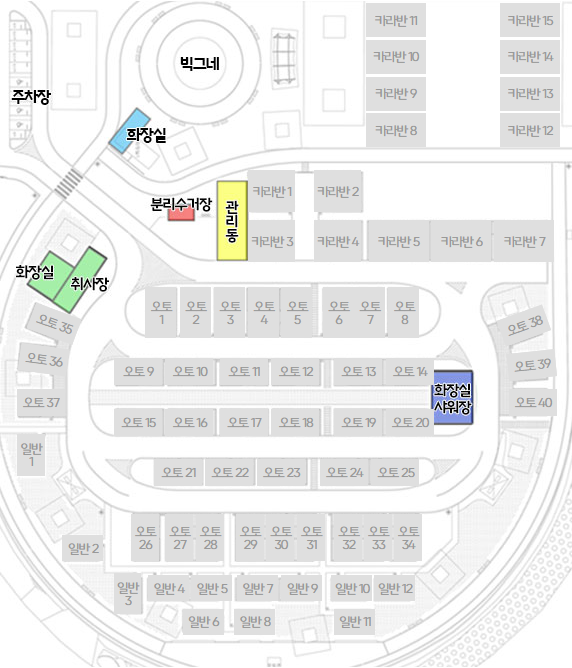 카라반 11
카라반 15
카라반 10
카라반 14
빅그네
카라반 9
카라반 13
주차장
카라반 8
카라반 12
화장실
카라반 1
카라반 2
분리수거장
관
리
동
카라반 3
카라반 4
카라반 5
카라반 6
카라반 7
화장실
취사장
오토
1
오토
2
오토
3
오토
4
오토
5
오토
6
오토
7
오토
8
오토 35
오토 38
오토 36
오토 39
오토 9
오토 10
오토 11
오토 12
오토 13
오토 14
화장실
샤워장
오토 37
오토 40
오토 15
오토 16
오토 17
오토 18
오토 19
오토 20
일반
1
오토 21
오토 22
오토 23
오토 24
오토 25
오토
26
오토
27
오토
28
오토
29
오토
30
오토
31
오토
32
오토
33
오토
34
일반 2
일반
3
일반 4
일반 5
일반 7
일반 9
일반 10
일반 12
일반 6
일반 8
일반 11